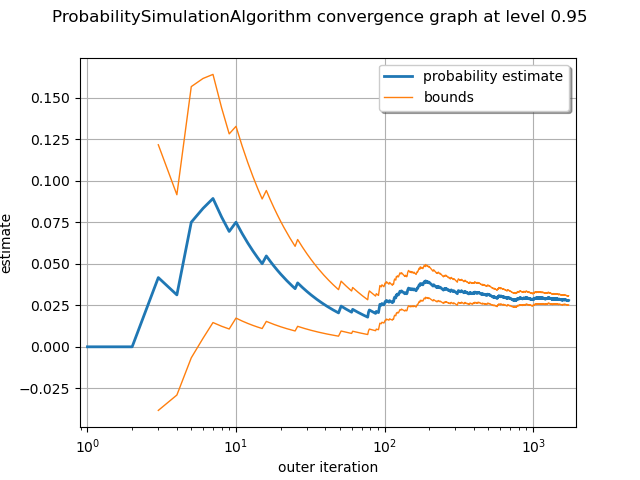 ProbabilitySimulationAlgorithm convergence graph at level 0.95
probability estimate
bounds
0.150
0.125
0.100
0.075
0.050
0.025
0.000
−0.025
estimate
10⁰ 10¹ 10² 10³
outer iteration